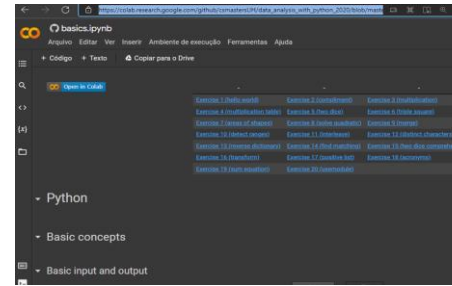 https://colab.research.google.com/github/csmastersUH/data_analysis_with_python_2020/blob/maste
basics.ipynb
Arquivo Editar Ver Inserir Ambiente de execução Ferramentas Ajuda
+ Código + Texto Copiar para o Drive
Open in Colab
Exercise 1 (hello world) Exercise 2 (compliment) Exercise 3 (multiplication)
Exercise 4 (multiplication table) Exercise 5 (two dice) Exercise 6 (triple square)
Exercise 7 (areas of shapes) Exercise 8 (solve quadratic) Exercise 9 (merge)
Exercise 10 (detect ranges) Exercise 11 (interleave) Exercise 12 (distinct characters
Exercise 13 (reverse dictionary) Exercise 14 (find matching) Exercise 15 (two dice comprehe
Exercise 16 (transform) Exercise 17 (positive list) Exercise 18 (acronyms)
Exercise 19 (sum equation) Exercise 20 (usemodule)
Python
Basic concepts
Basic input and output